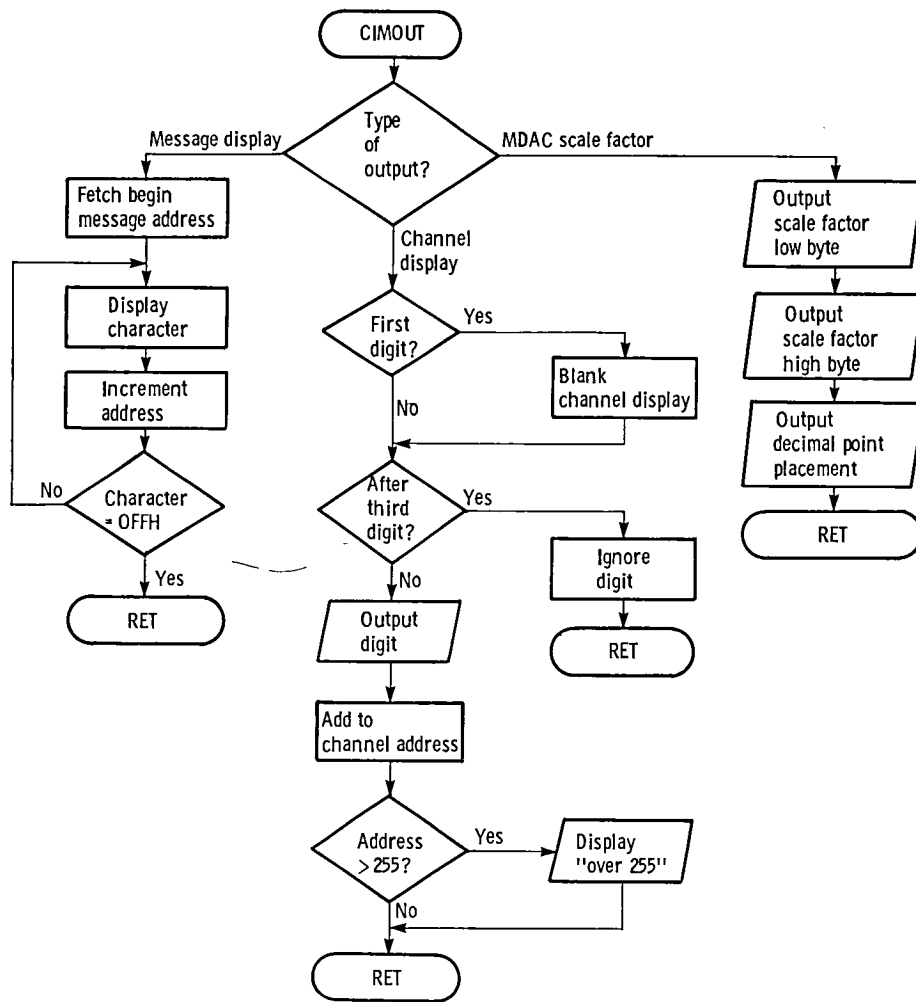 CIMOUT
Type
of
output?
Message display
MDAC scale factor
Channel
display
Fetch begin
message address
Display
character
Increment
address
Character
= OFFH
No
Yes
RET
First
digit?
Yes
No
Blank
channel display
After
third
digit?
Yes
No
Ignore
digit
RET
Output
digit
Add to
channel address
Address
> 255?
Yes
No
Display
"over 255"
RET
Output
scale factor
low byte
Output
scale factor
high byte
Output
decimal point
placement
RET